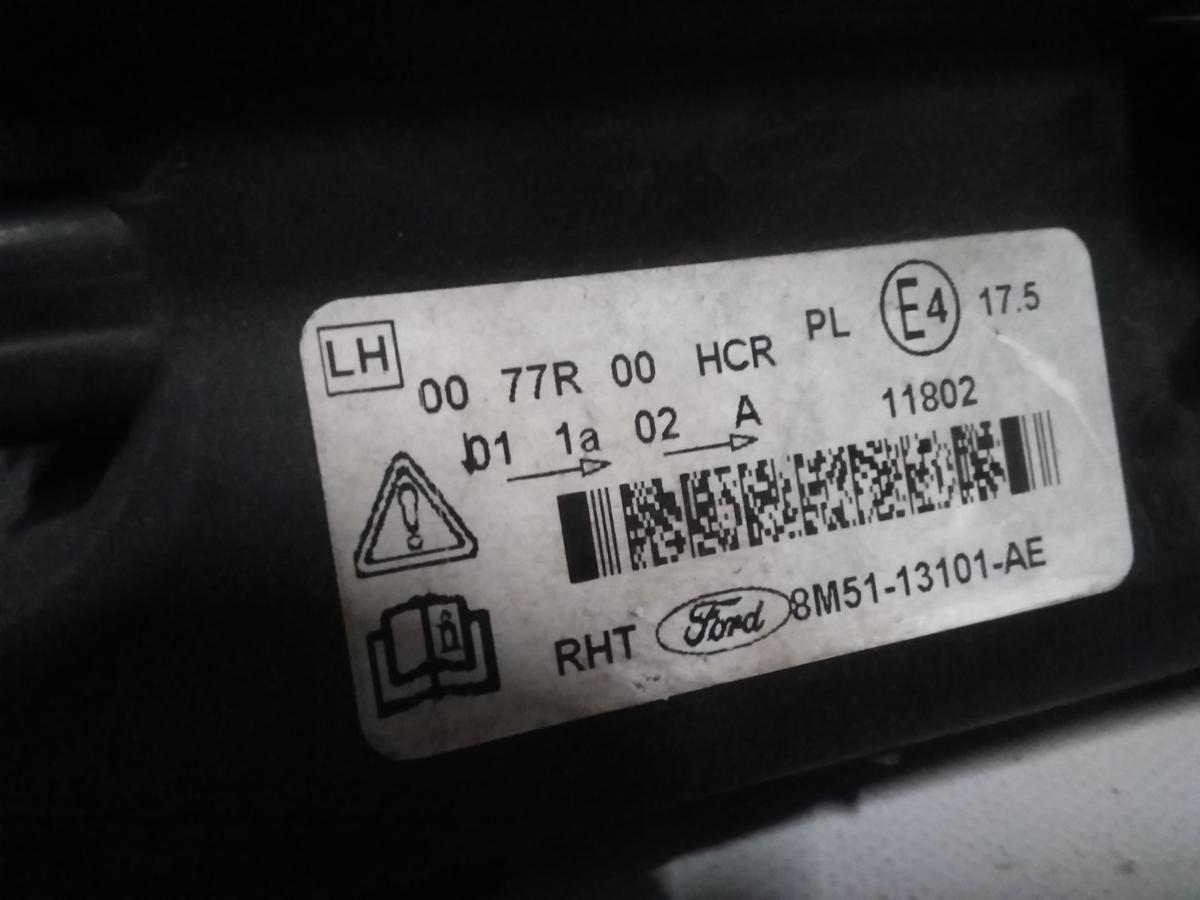 LH 00 77R 00 HCR PL E4 17.5
01 1a 02 A 11802
RHT Ford 8M51-13101-AE